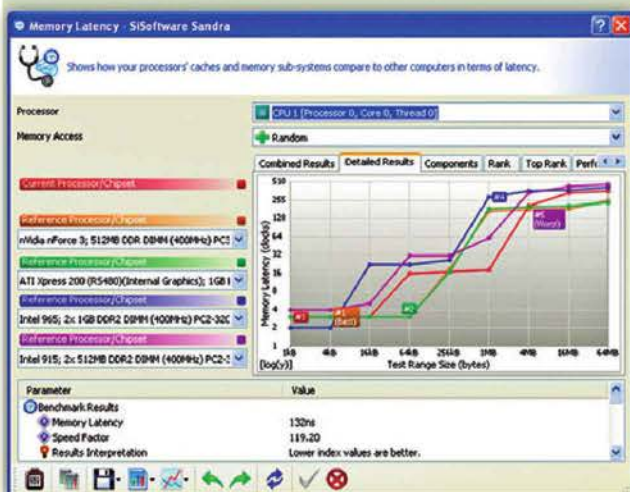 Memory Latency - SiSoftware Sandra
Shows how your processors' caches and memory sub-systems compare to other computers in terms of latency.
Processor
CPU 1 (Processor 0, Core 0, Thread 0)
Memory Access
Random
Combined Results
Detailed Results
Components
Rank
Top Rank
Perfo
Current Processor/Chipset
Reference Processor/Chipset
nVidia nForce 3; 512MB DDR DIMM (400MHz) PC3
Reference Processor/Chipset
ATI Xpress 200 (RS480)(Internal Graphics); 1GB
Reference Processor/Chipset
Intel 965; 2x 1GB DDR2 DIMM (400MHz) PC2-320
Reference Processor/Chipset
Intel 915; 2x 512MB DDR2 DIMM (400MHz) PC2-3
Memory Latency (clocks)
510
255
128
64
32
16
8
4
2
1
[log(y)]
1kB
4kB
16kB
64kB
256kB
1MB
4MB
16MB
64MB
Test Range Size (bytes)
#3
#1
(Best)
#2
#4
#5
(Worst)
Parameter Value
Benchmark Results
Memory Latency 132ns
Speed Factor 119.20
Results Interpretation Lower index values are better.